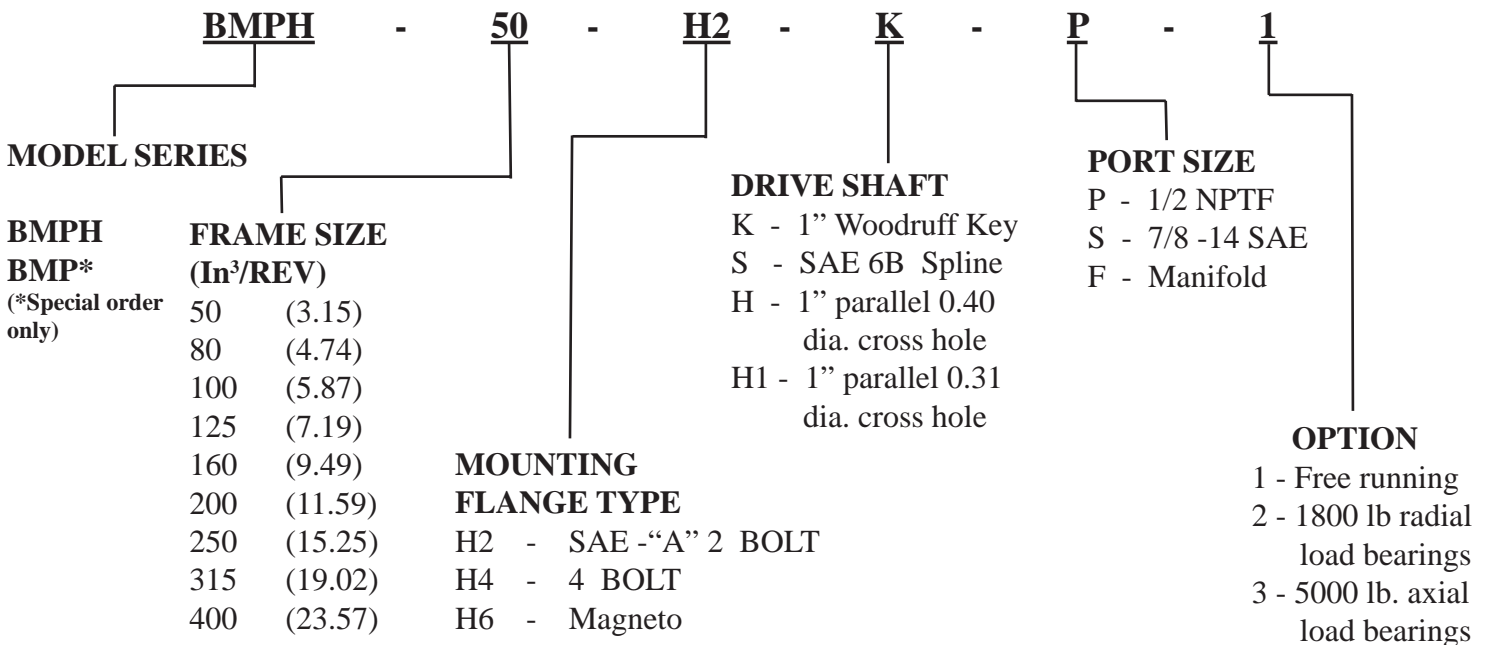 BMPH - 50 - H2 - K - P - 1
MODEL SERIES
BMPH
BMP*
(*Special order
only)
FRAME SIZE
(In³/REV)
50 (3.15)
80 (4.74)
100 (5.87)
125 (7.19)
160 (9.49)
200 (11.59)
250 (15.25)
315 (19.02)
400 (23.57)
MOUNTING
FLANGE TYPE
H2 - SAE -“A” 2 BOLT
H4 - 4 BOLT
H6 - Magneto
DRIVE SHAFT
K - 1” Woodruff Key
S - SAE 6B Spline
H - 1” parallel 0.40
dia. cross hole
H1 - 1” parallel 0.31
dia. cross hole
PORT SIZE
P - 1/2 NPTF
S - 7/8 -14 SAE
F - Manifold
OPTION
1 - Free running
2 - 1800 lb radial
load bearings
3 - 5000 lb. axial
load bearings